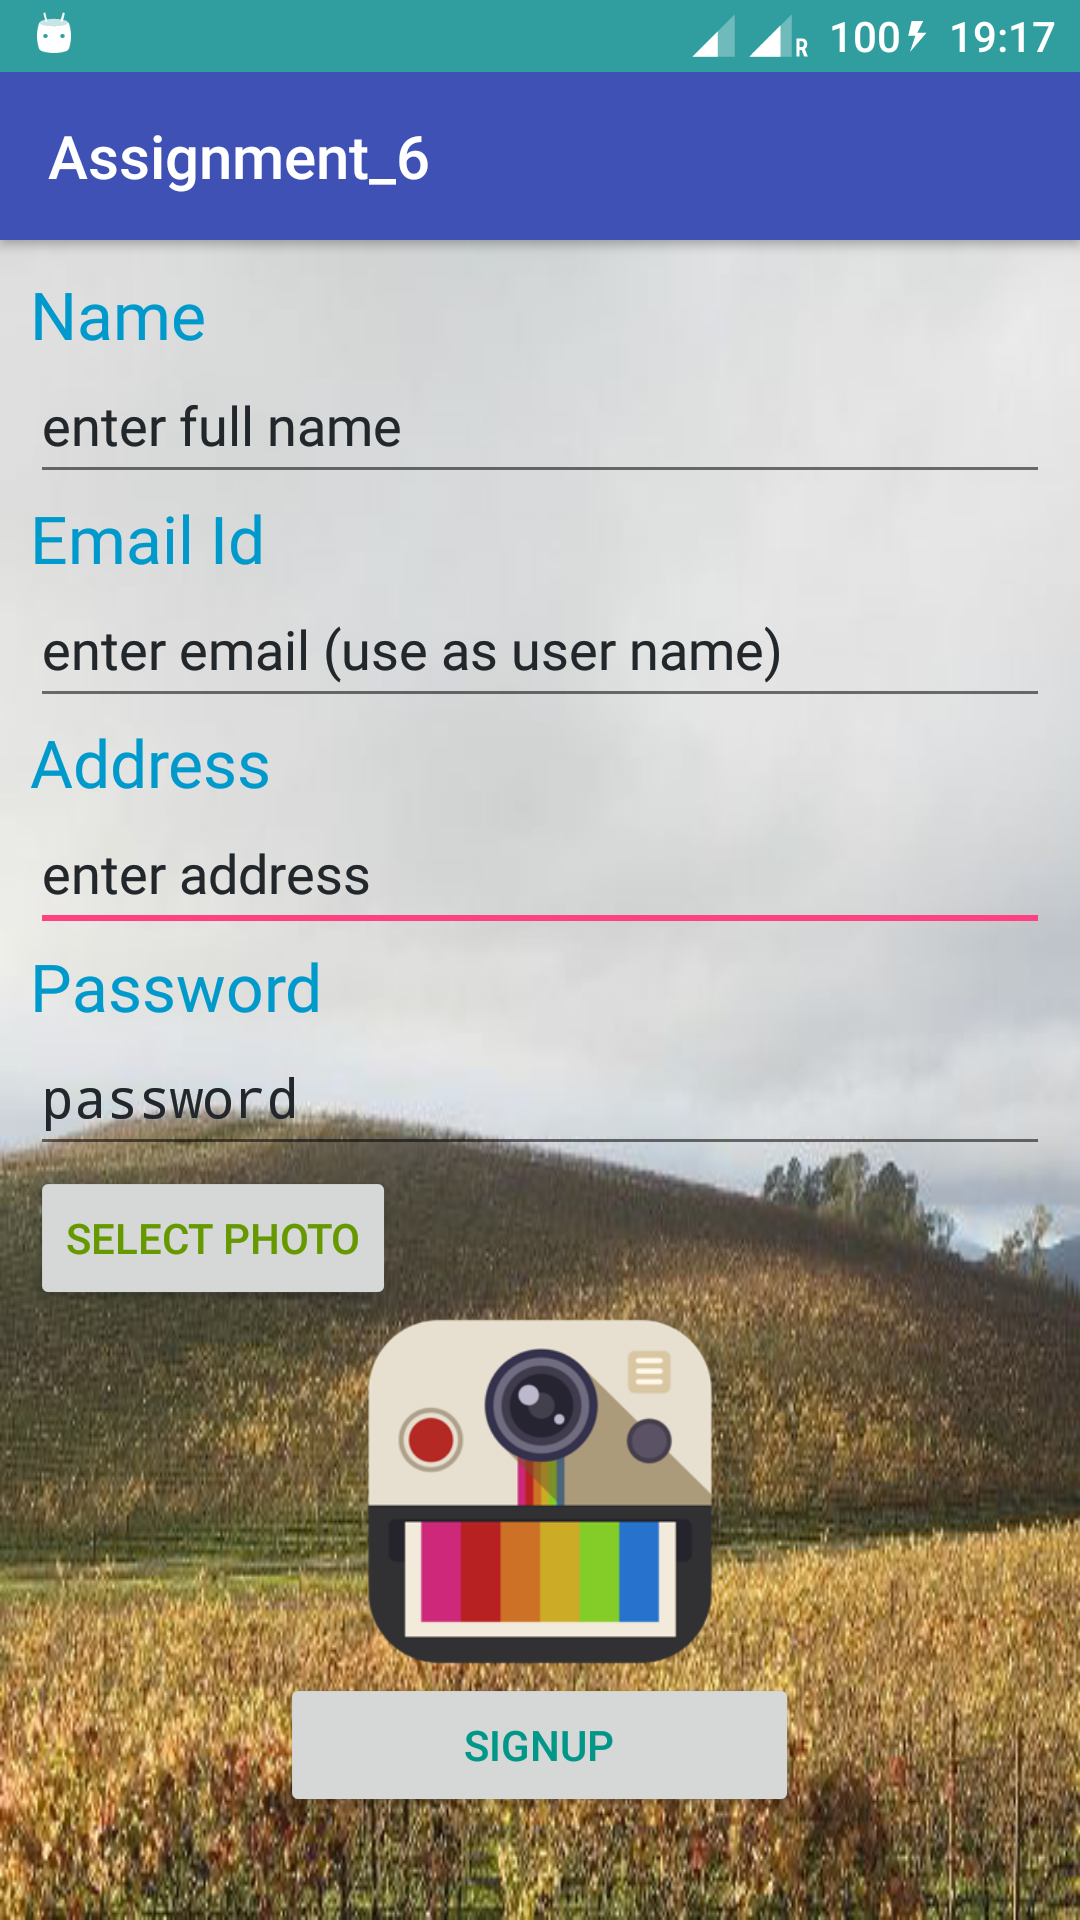 R 100 19:17
Assignment_6
Name
enter full name
Email Id
enter email (use as user name)
Address
enter address
Password
password
SELECT PHOTO
SIGNUP